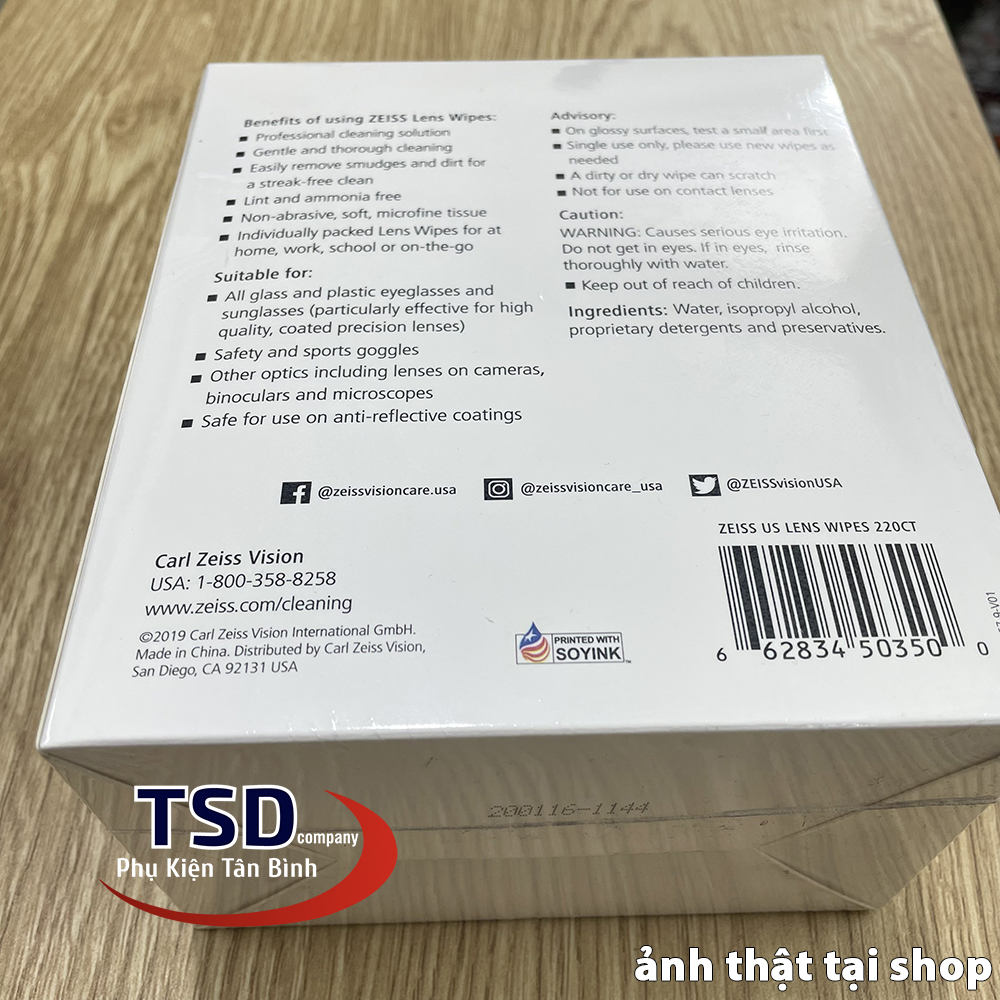 Benefits of using ZEISS Lens Wipes:
■ Professional cleaning solution
■ Gentle and thorough cleaning
■ Easily remove smudges and dirt for
a streak-free clean
■ Lint and ammonia free
■ Non-abrasive, soft, microfine tissue
■ Individually packed Lens Wipes for at
home, work, school or on-the-go
Suitable for:
■ All glass and plastic eyeglasses and
sunglasses (particularly effective for high
quality, coated precision lenses)
■ Safety and sports goggles
■ Other optics including lenses on cameras,
binoculars and microscopes
■ Safe for use on anti-reflective coatings
Advisory:
■ On glossy surfaces, test a small area first
■ Single use only, please use new wipes as
needed
■ A dirty or dry wipe can scratch
■ Not for use on contact lenses
Caution:
WARNING: Causes serious eye irritation.
Do not get in eyes. If in eyes, rinse
thoroughly with water.
■ Keep out of reach of children.
Ingredients: Water, isopropyl alcohol,
proprietary detergents and preservatives.
@zeissvisioncare.usa
@zeissvisioncare_usa
@ZEISSvisionUSA
Carl Zeiss Vision
USA: 1-800-358-8258
www.zeiss.com/cleaning
©2019 Carl Zeiss Vision International GmbH.
Made in China. Distributed by Carl Zeiss Vision,
San Diego, CA 92131 USA
PRINTED WITH
SOYINK™
ZEISS US LENS WIPES 220CT
6 62834 50350 0
200116-1144
TSD company
Phụ Kiện Tân Bình
ảnh thật tại shop